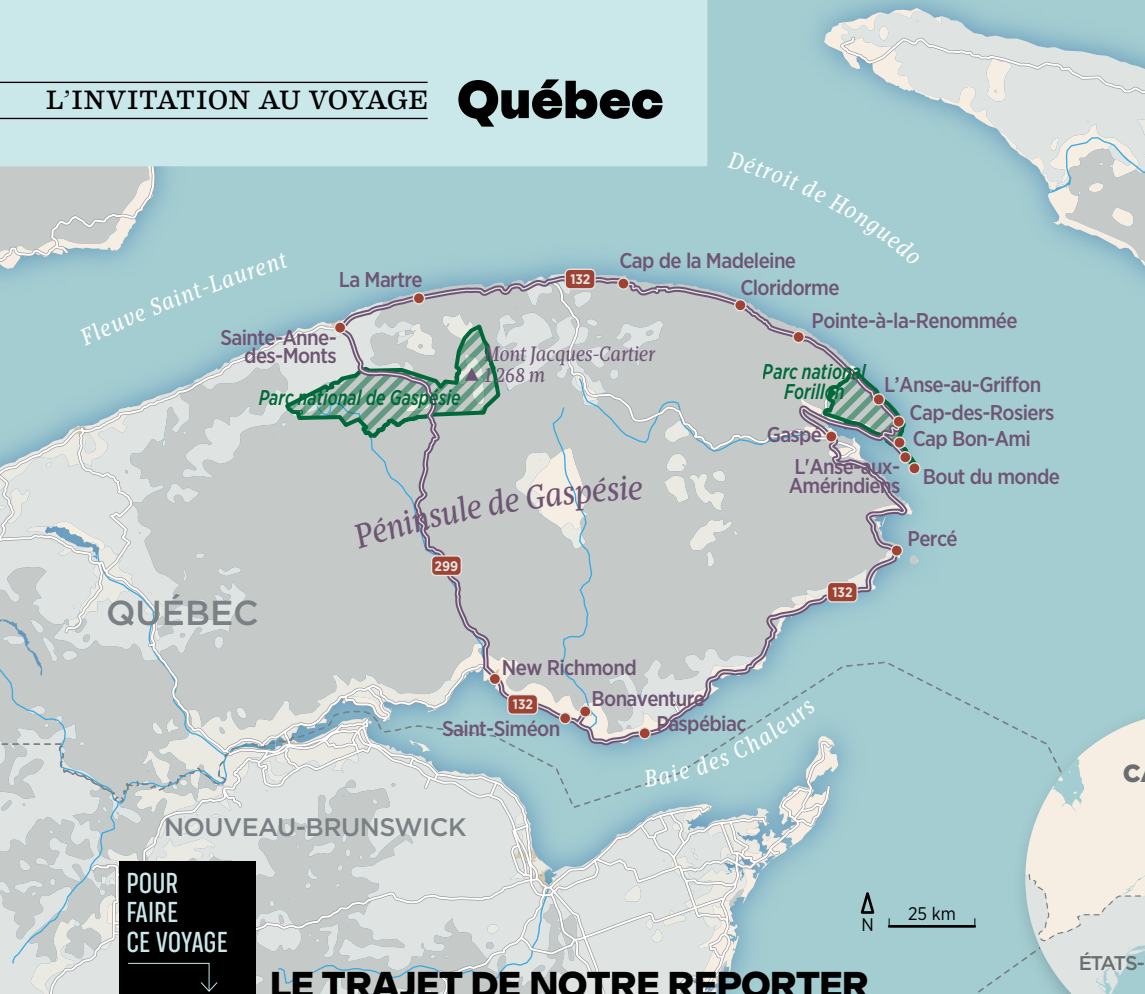 L'INVITATION AU VOYAGE Québec
Détroit de Honguedo
Fleuve Saint-Laurent
La Martre
132
Cap de la Madeleine
Cloridorme
Pointe-à-la-Renommée
Sainte-Anne-
des-Monts
Mont Jacques-Cartier
1 268 m
Parc national de Gaspésie
Parc national
Forillon
L'Anse-au-Griffon
Cap-des-Rosiers
Cap Bon-Ami
Gaspé
L'Anse-aux-
Amérindiens
Bout du monde
Péninsule de Gaspésie
Percé
299
132
QUÉBEC
New Richmond
132
Bonaventure
Saint-Siméon
Paspébiac
Baie des Chaleurs
NOUVEAU-BRUNSWICK
POUR
FAIRE
CE VOYAGE
N
25 km
ÉTATS-
LE TRAJET DE NOTRE REPORTER